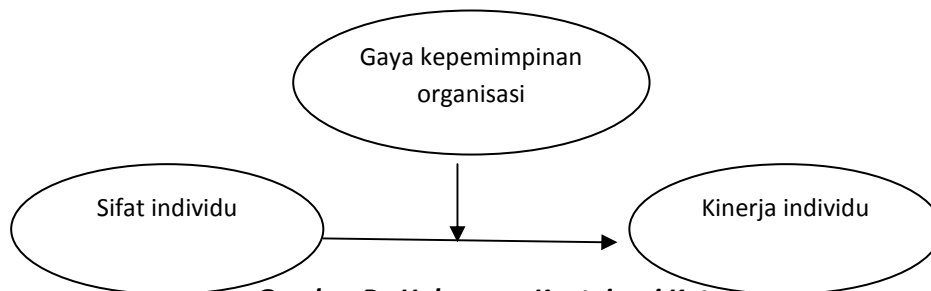 Gaya kepemimpinan
organisasi
Sifat individu
Kinerja individu